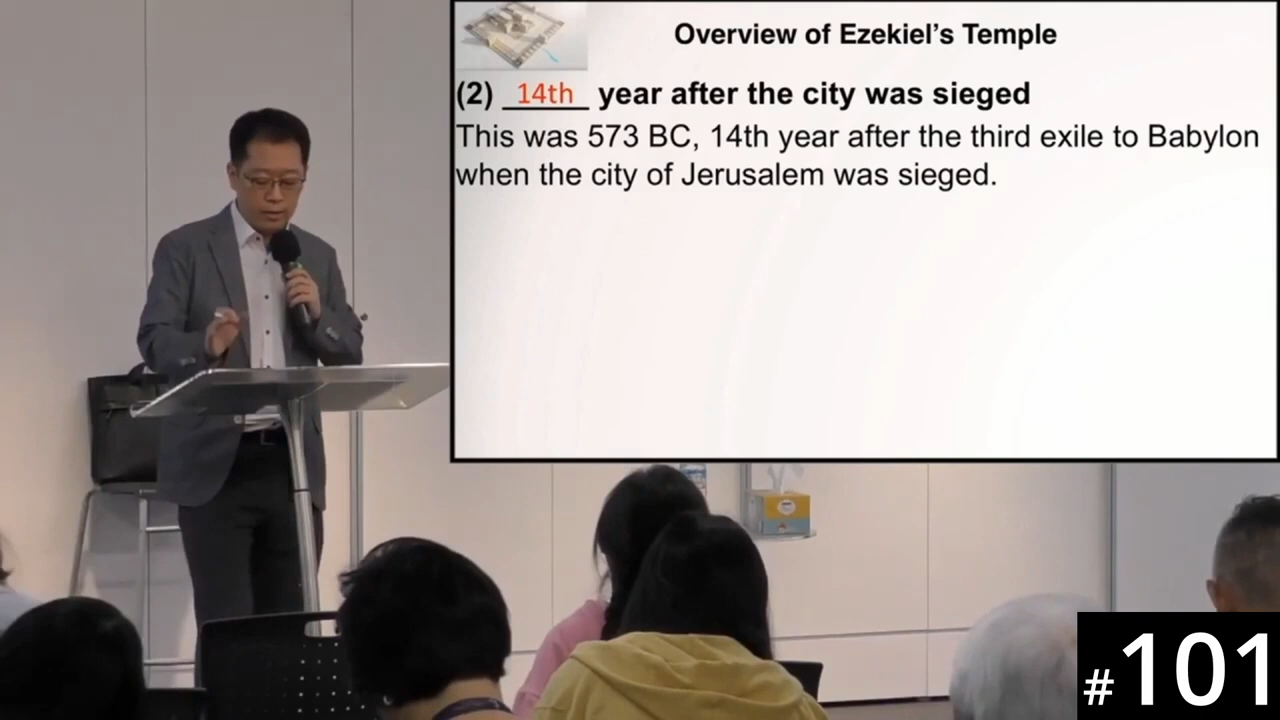 Overview of Ezekiel's Temple
(2) 14th year after the city was sieged
This was 573 BC, 14th year after the third exile to Babylon
when the city of Jerusalem was sieged.
#101